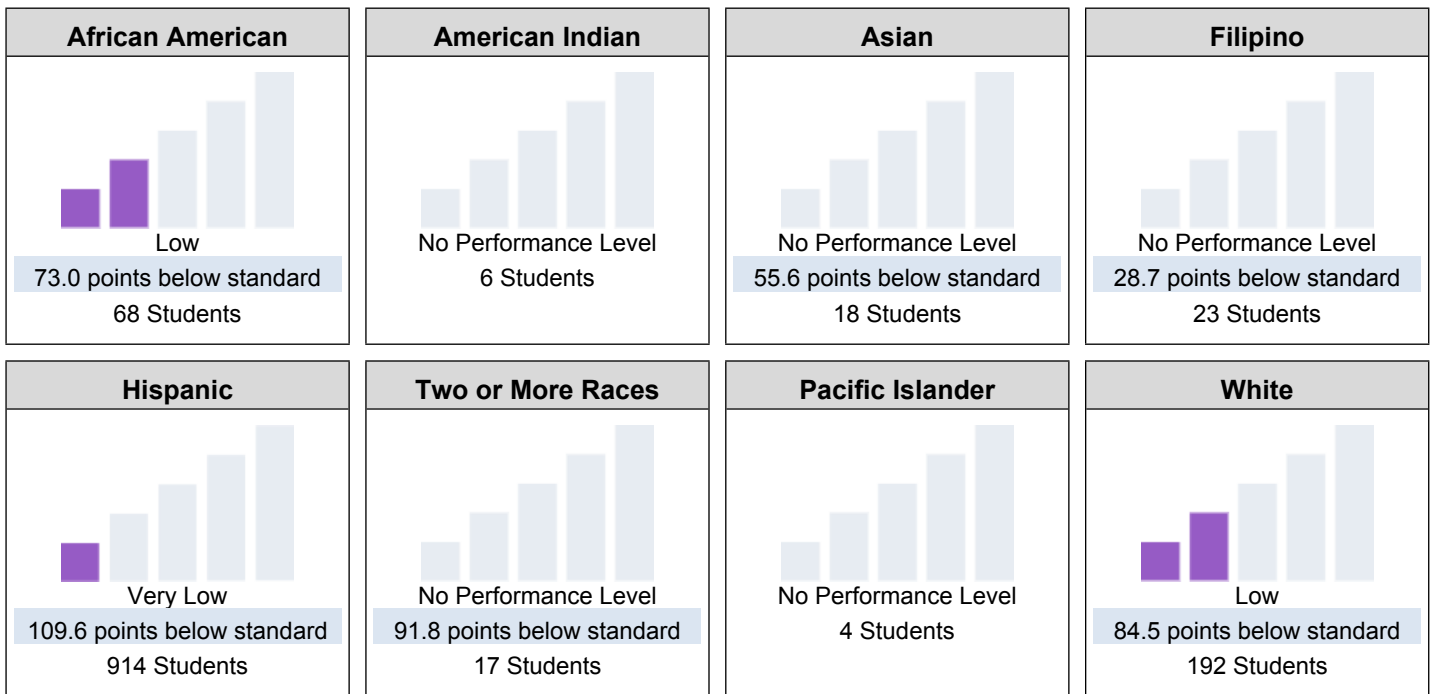 African American
Low
73.0 points below standard
68 Students
American Indian
No Performance Level
6 Students
Asian
No Performance Level
55.6 points below standard
18 Students
Filipino
No Performance Level
28.7 points below standard
23 Students
Hispanic
Very Low
109.6 points below standard
914 Students
Two or More Races
No Performance Level
91.8 points below standard
17 Students
Pacific Islander
No Performance Level
4 Students
White
Low
84.5 points below standard
192 Students